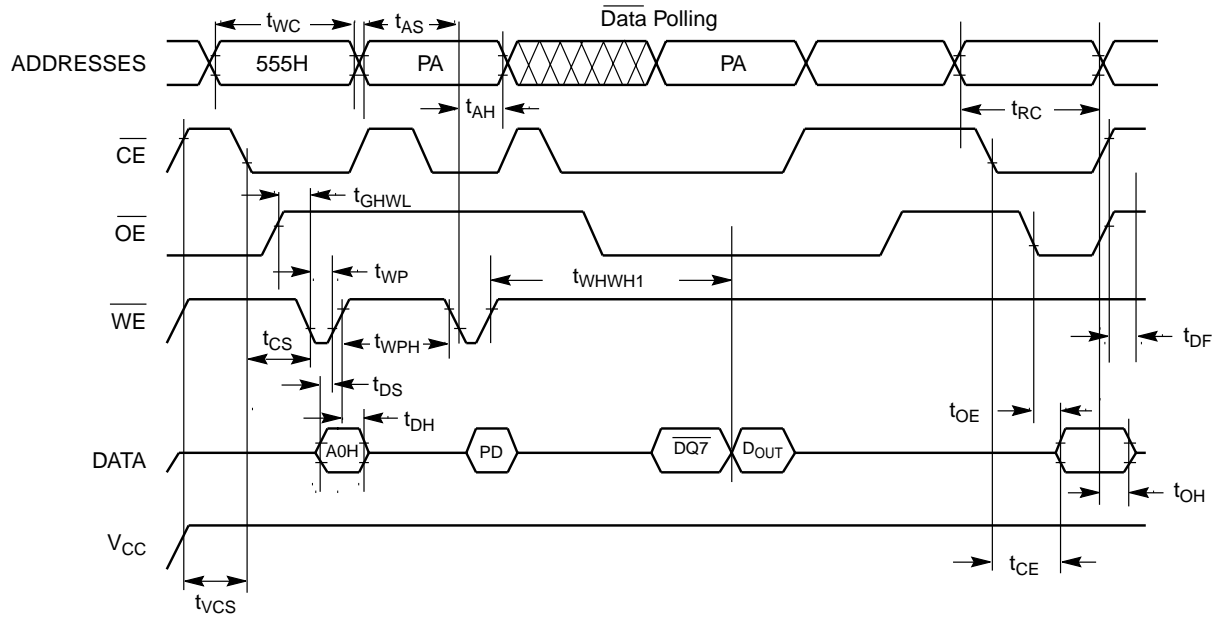 Data Polling
tWC
tAS
ADDRESSES
555H
PA
PA
tAH
tRC
CE
tGHWL
OE
tWP
tWHWH1
WE
tCS
tWPH
tDF
tDS
tOE
tDH
DATA
A0H
PD
DQ7
DOUT
tOH
VCC
tCE
tVCS